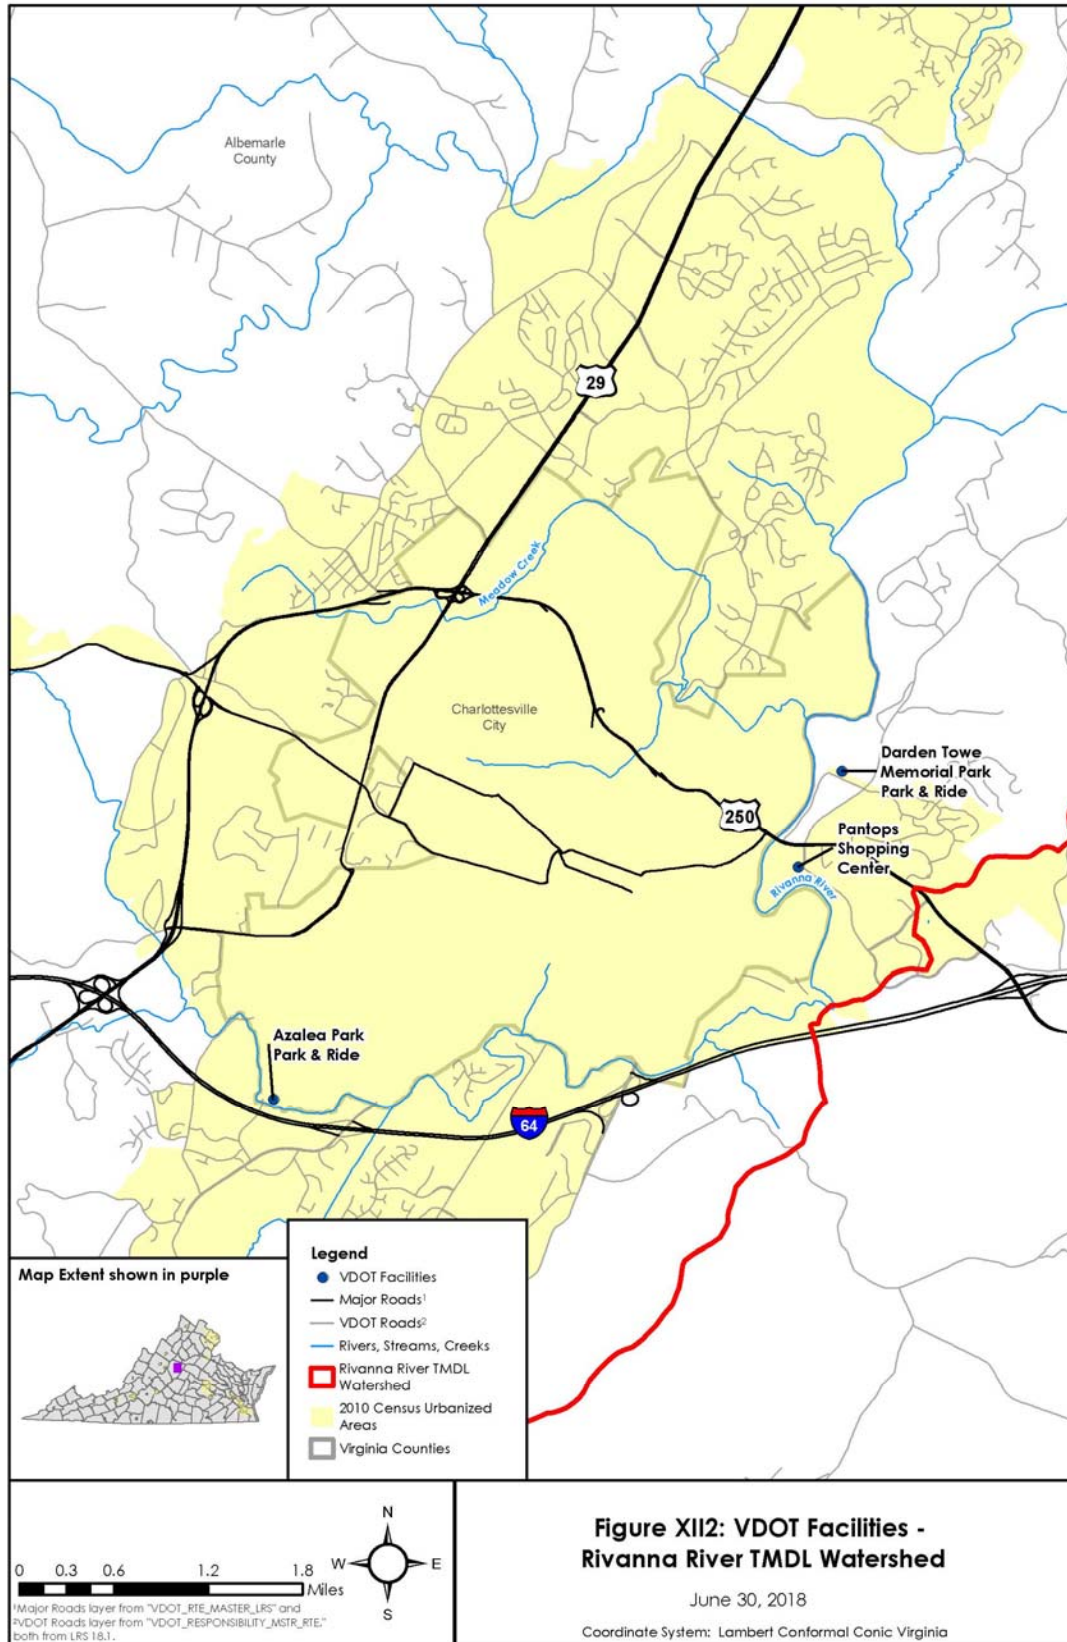 Albemarle
County
29
Meadow Creek
Charlottesville
City
Darden Towe
Memorial Park
Park & Ride
250
Pantops
Shopping
Center
Rivanna River
Azalea Park
Park & Ride
64
Legend
VDOT Facilities
Major Roads¹
VDOT Roads²
Rivers, Streams, Creeks
Rivanna River TMDL
Watershed
2010 Census Urbanized
Areas
Virginia Counties
Map Extent shown in purple
0 0.3 0.6 1.2 1.8
Miles
N
W E
S
¹Major Roads layer from "VDOT_RTE_MASTER_LRS" and
²VDOT Roads layer from "VDOT_RESPONSIBILITY_MSTR_RTE,"
both from LRS 18.1.
Figure XII2: VDOT Facilities -
Rivanna River TMDL Watershed
June 30, 2018
Coordinate System: Lambert Conformal Conic Virginia